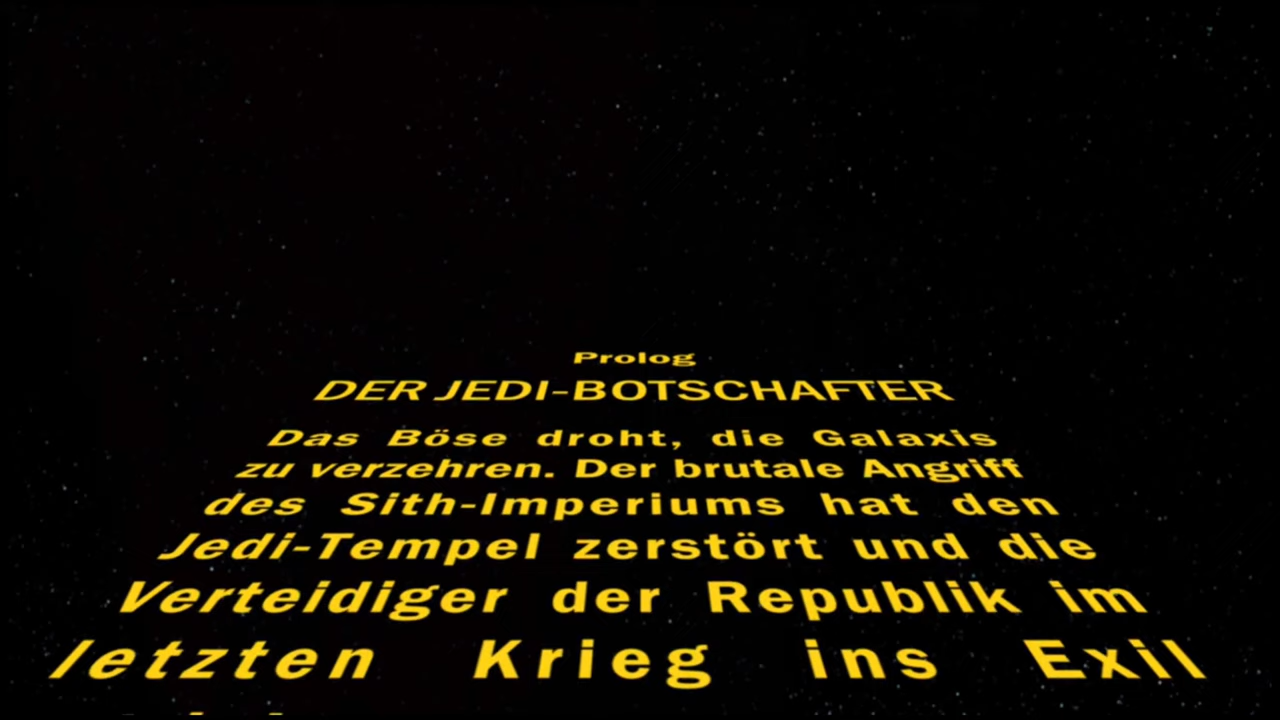 Prolog
DER JEDI-BOTSCHAFTER
Das Böse droht, die Galaxis
zu verzehren. Der brutale Angriff
des Sith-Imperiums hat den
Jedi-Tempel zerstört und die
Verteidiger der Republik im
letzten Krieg ins Exil